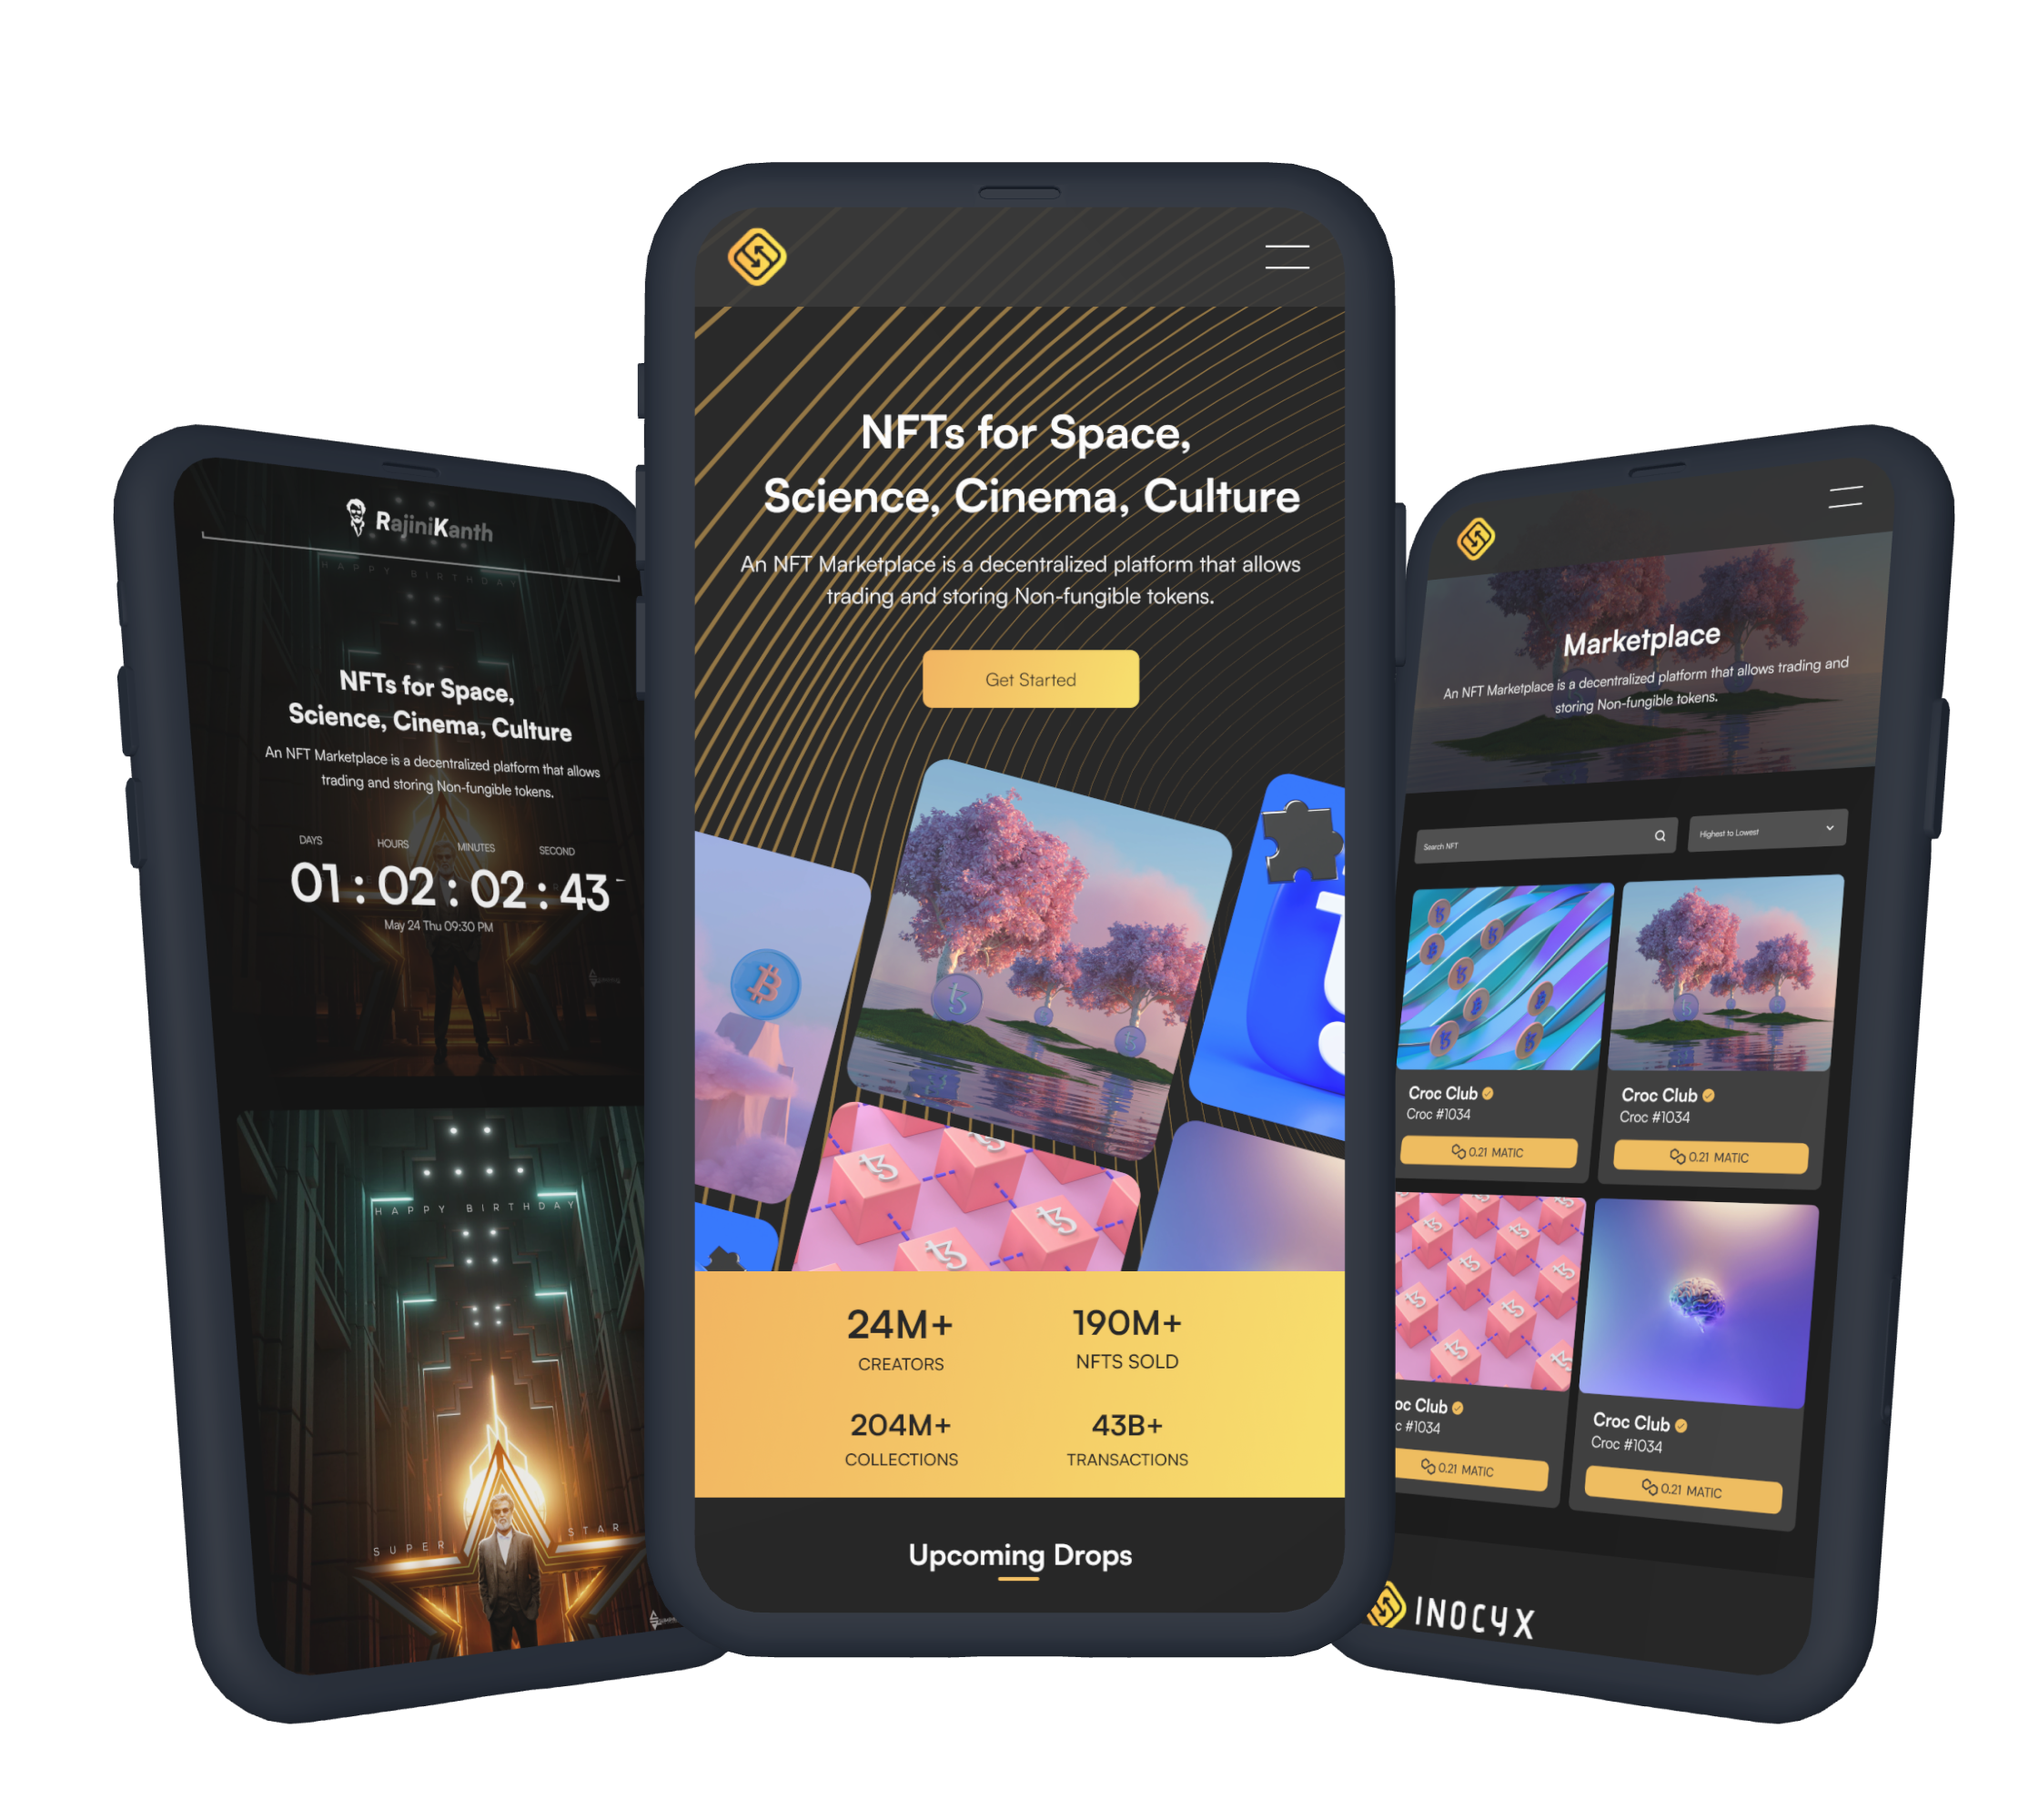 RajiniKanth
HAPPY BIRTHDAY
NFTs for Space,
Science, Cinema, Culture
An NFT Marketplace is a decentralized platform that allows
trading and storing Non-fungible tokens.
DAYS HOURS MINUTES SECOND
01 : 02 : 02 : 43
May 24 Thu 09:30 PM
HAPPY BIRTHDAY
SUPER STAR
NFTs for Space,
Science, Cinema, Culture
An NFT Marketplace is a decentralized platform that allows
trading and storing Non-fungible tokens.
Get Started
24M+ 190M+
CREATORS NFTS SOLD
204M+ 43B+
COLLECTIONS TRANSACTIONS
Upcoming Drops
Marketplace
An NFT Marketplace is a decentralized platform that allows trading and
storing Non-fungible tokens.
Search NFT Highest to Lowest
Croc Club Croc Club
Croc #1034 Croc #1034
0.21 MATIC 0.21 MATIC
oc Club Croc Club
c #1034 Croc #1034
0.21 MATIC 0.21 MATIC
INOCYX